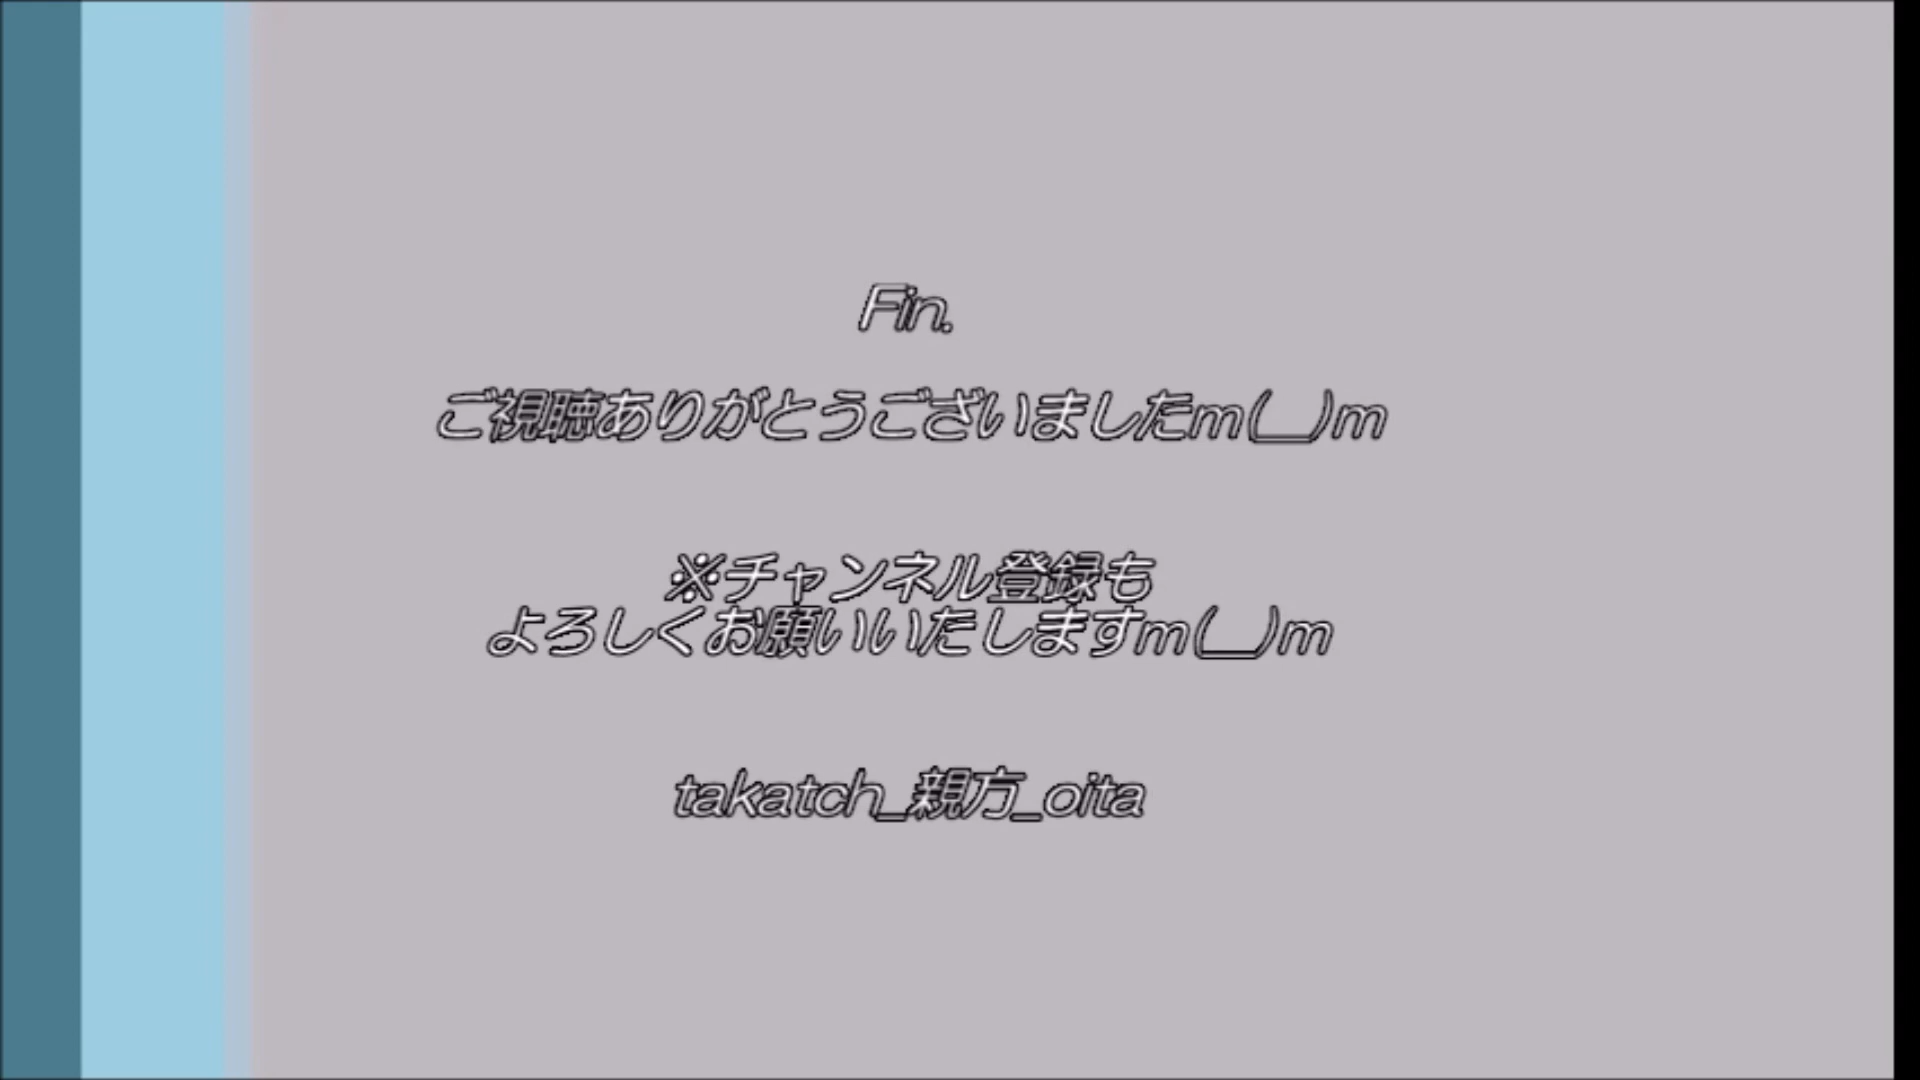 Fin.
ご視聴ありがとうございましたm(__)m
※チャンネル登録も
よろしくお願いいたしますm(__)m
takatch_親方_oita